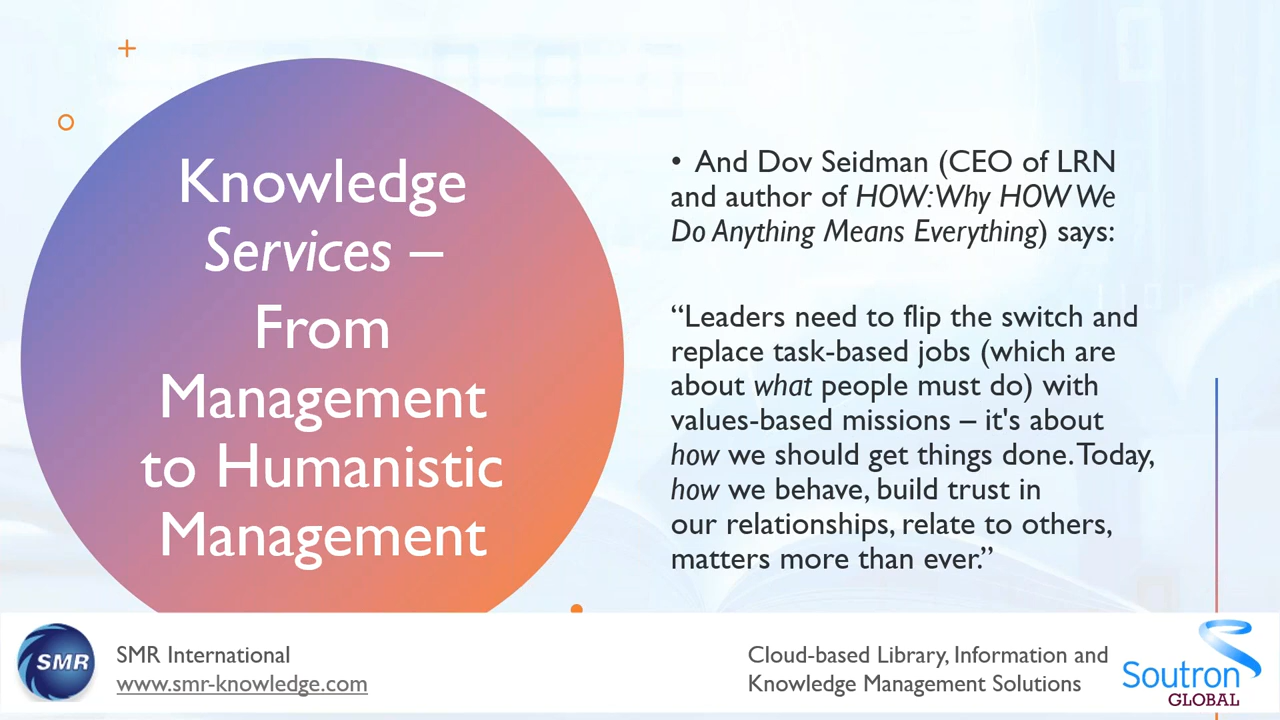 Knowledge
Services –
From
Management
to Humanistic
Management
• And Dov Seidman (CEO of LRN
and author of HOW: Why HOW We
Do Anything Means Everything) says:
“Leaders need to flip the switch and
replace task-based jobs (which are
about what people must do) with
values-based missions – it's about
how we should get things done. Today,
how we behave, build trust in
our relationships, relate to others,
matters more than ever.”
SMR
SMR International
www.smr-knowledge.com
Cloud-based Library, Information and
Knowledge Management Solutions
Soutron
GLOBAL